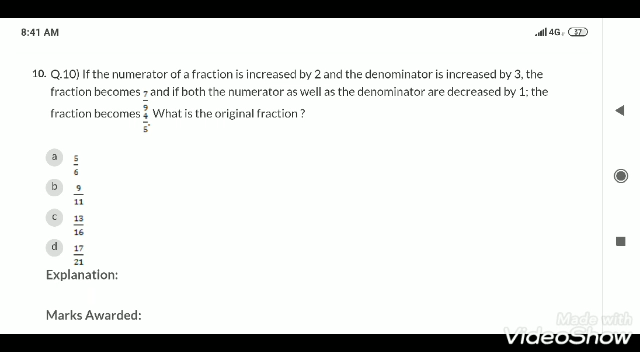 8:41 AM
4G
37
10. Q.10) If the numerator of a fraction is increased by 2 and the denominator is increased by 3, the
fraction becomes 7/9 and if both the numerator as well as the denominator are decreased by 1; the
fraction becomes 4/5. What is the original fraction ?
a 5/6
b 9/11
c 13/16
d 17/21
Explanation:
Marks Awarded:
Made with
VideoShow